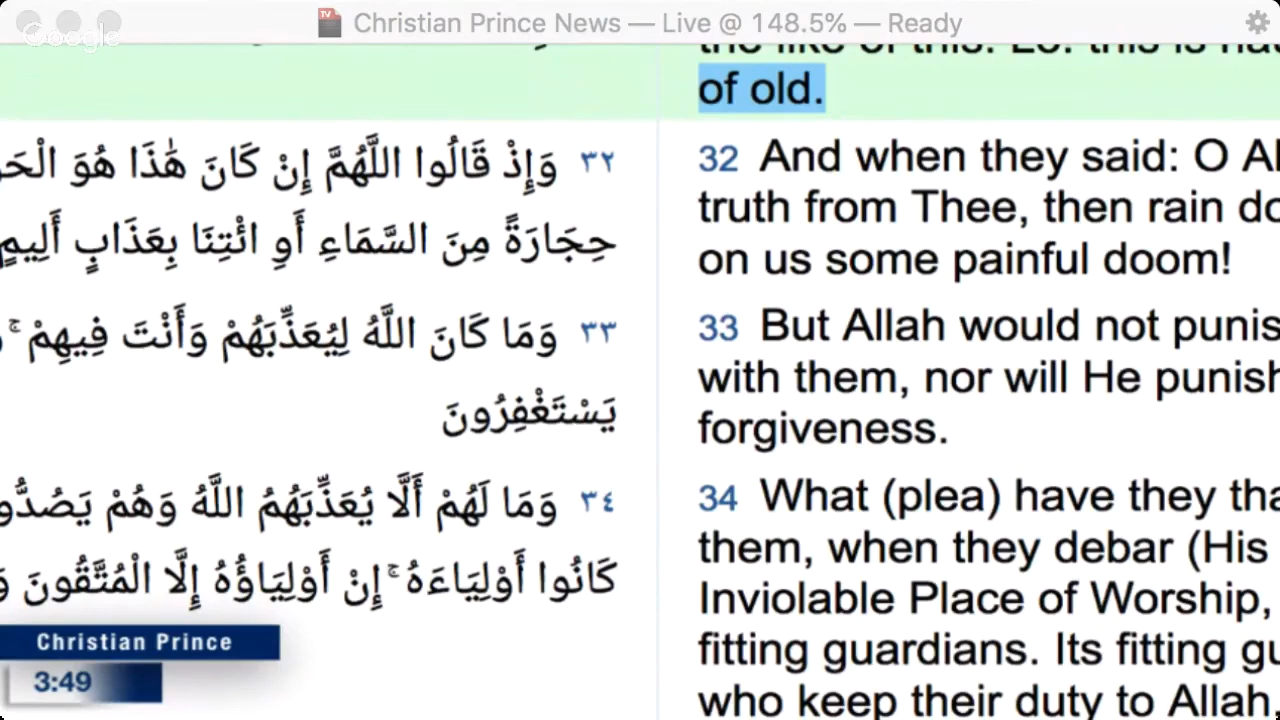 Christian Prince News — Live @ 148.5% — Ready
Google
of old.
٣٢ وَإِذْ قَالُوا اللَّهُمَّ إِنْ كَانَ هَٰذَا هُوَ
حِجَارَةً مِنَ السَّمَاءِ أَوِ ائْتِنَا بِعَذَابٍ أَلِيمٍ
٣٣ وَمَا كَانَ اللَّهُ لِيُعَذِّبَهُمْ وَأَنْتَ فِيهِمْ ۚ
يَسْتَغْفِرُونَ
٣٤ وَمَا لَهُمْ أَلَّا يُعَذِّبَهُمُ اللَّهُ وَهُمْ
كَانُوا أَوْلِيَاءَهُ ۚ إِنْ أَوْلِيَاؤُهُ إِلَّا الْمُتَّقُونَ
32 And when they said: O
truth from Thee, then rain
on us some painful doom!
33 But Allah would not
with them, nor will He
forgiveness.
34 What (plea) have they
them, when they debar (His
Inviolable Place of Worship,
fitting guardians. Its fitting
who keep their duty to Allah.
Christian Prince
3:49